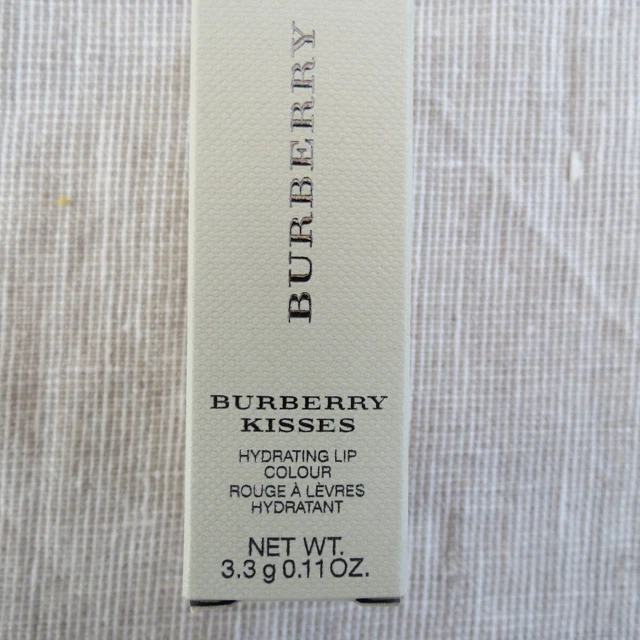 BURBERRY
BURBERRY
KISSES
HYDRATING LIP
COLOUR
ROUGE À LÈVRES
HYDRATANT
NET WT.
3.3 g 0.11 OZ.